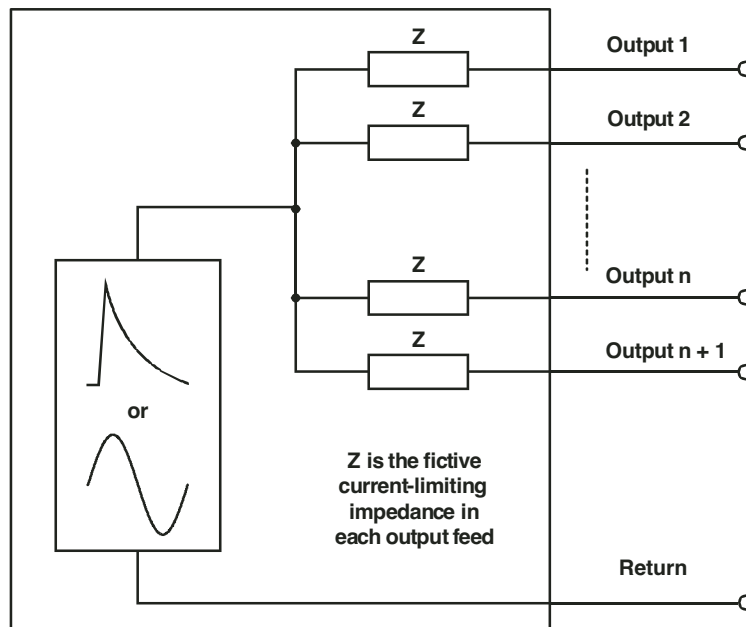 Z
Output 1
Z
Output 2
Z
Output n
Z
Output n + 1
or
Z is the fictive
current-limiting
impedance in
each output feed
Return